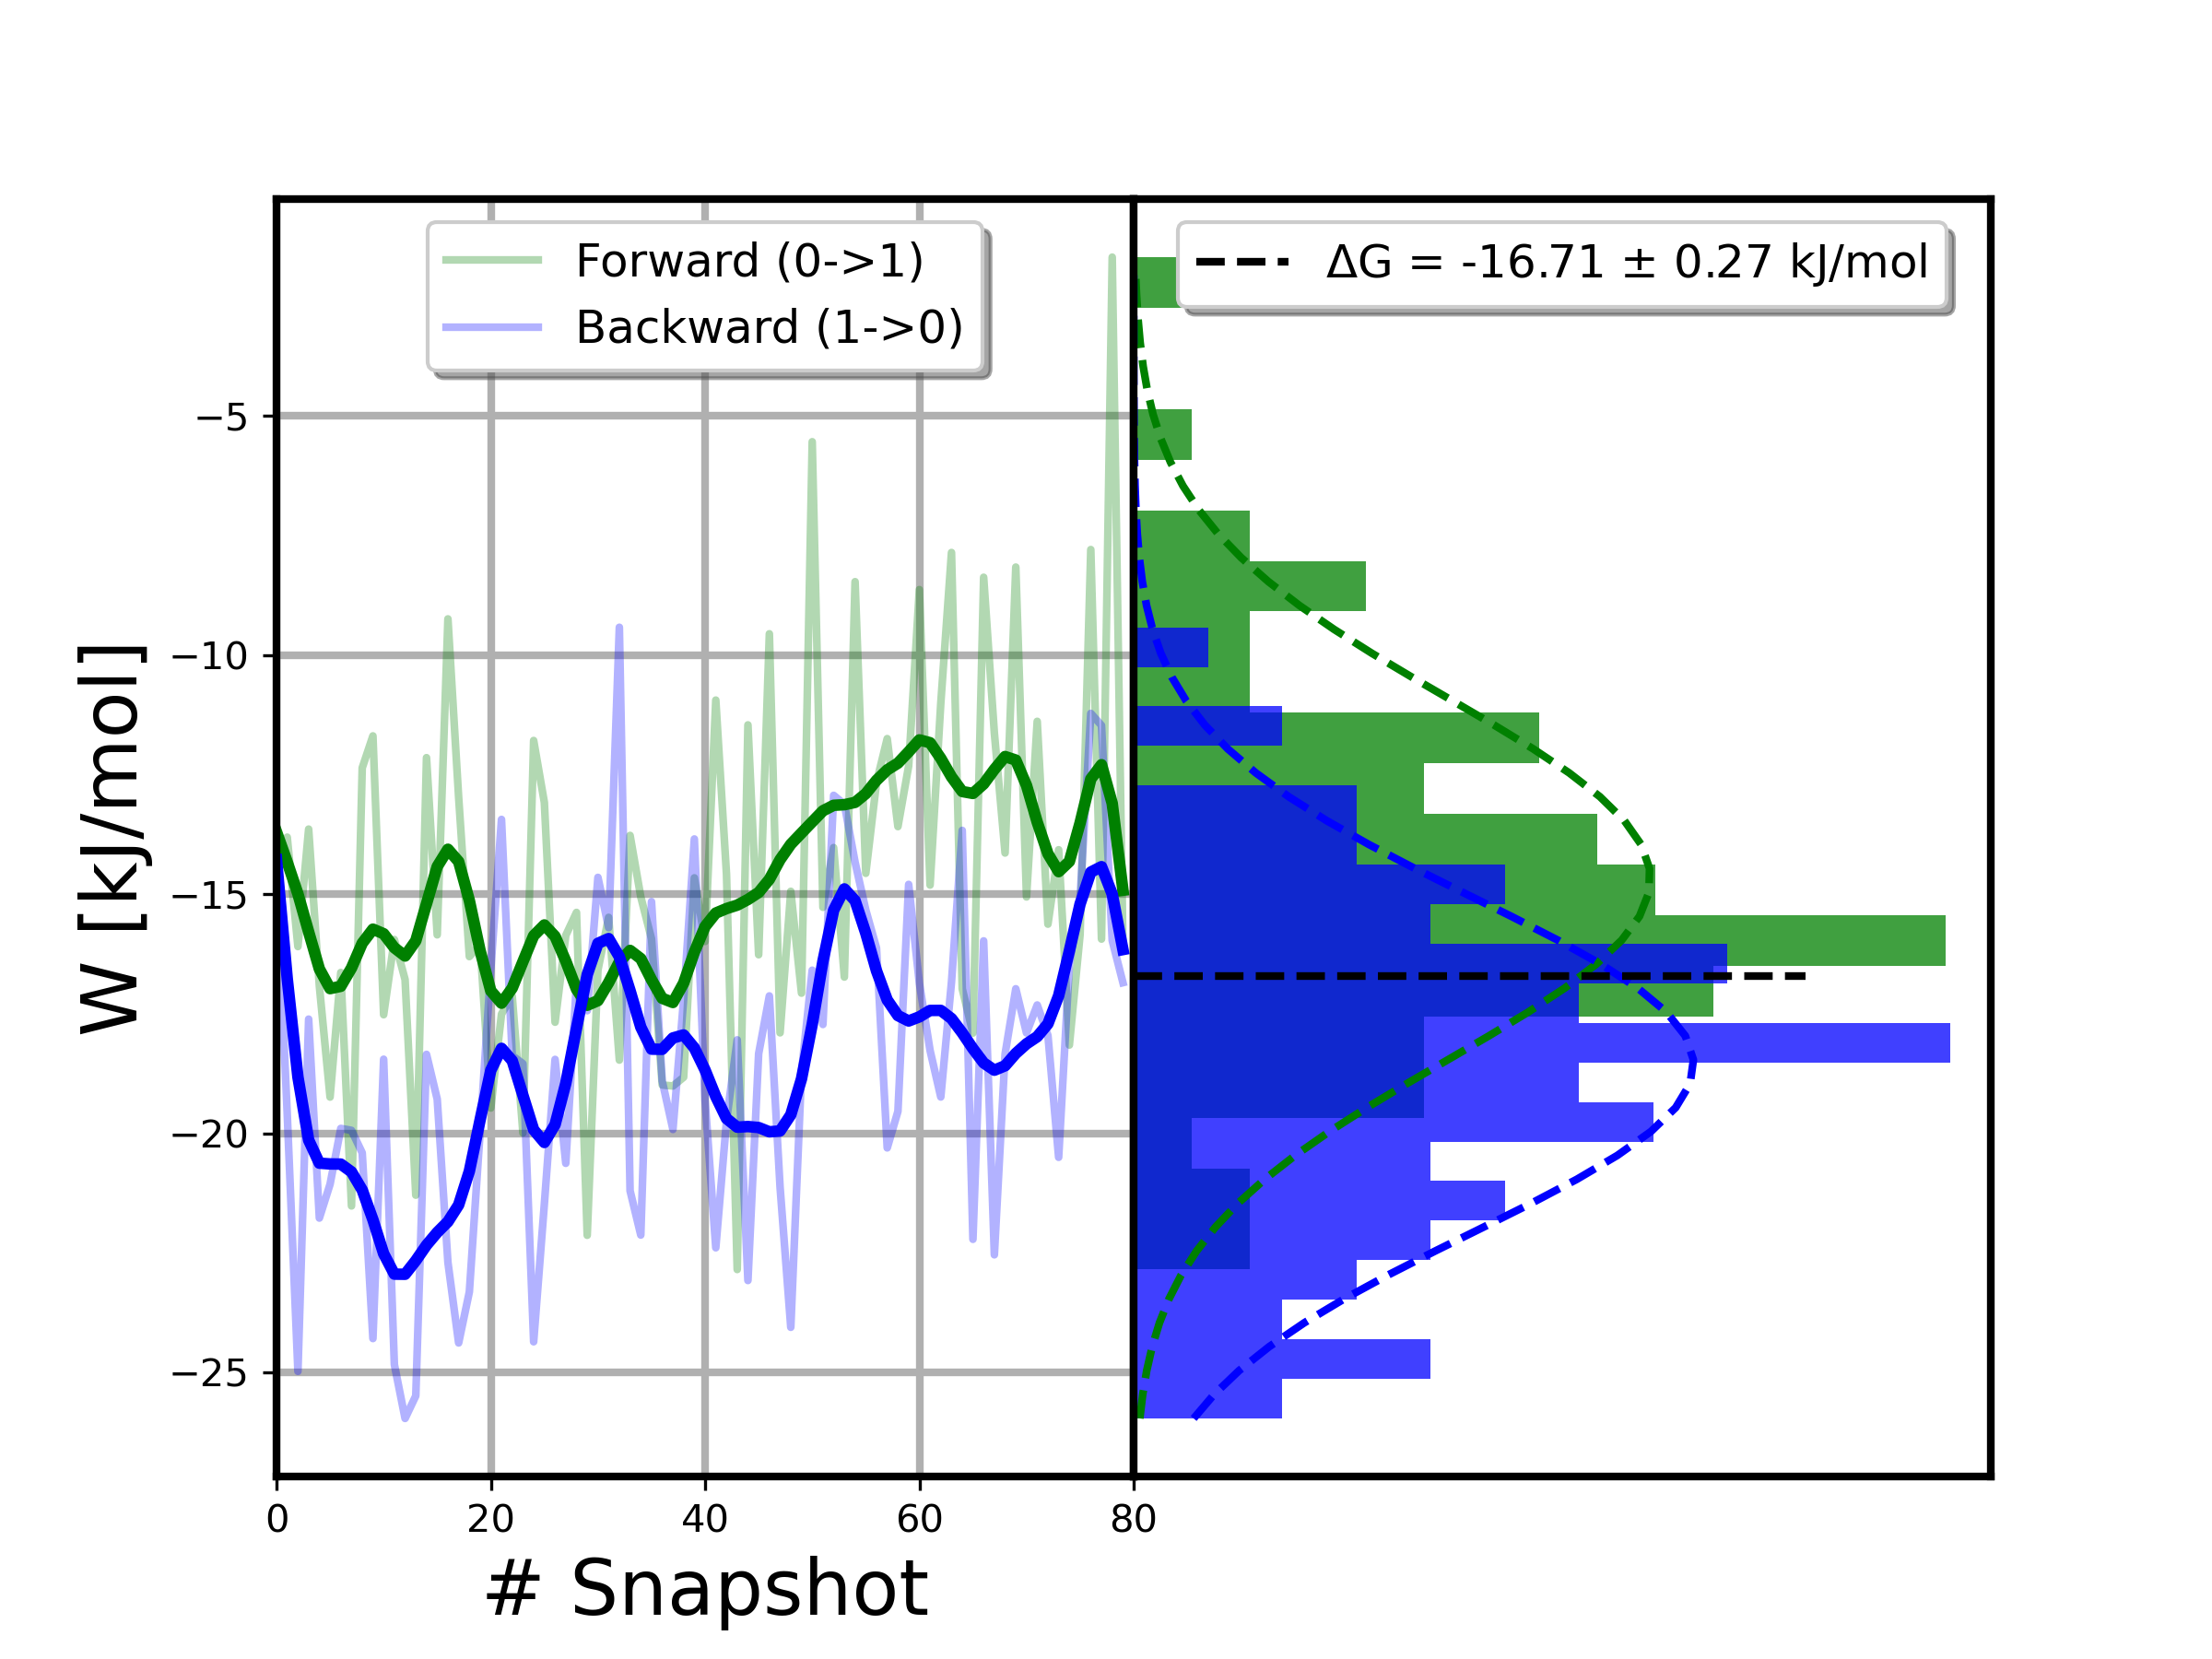 Forward (0->1)
Backward (1->0)
ΔG = -16.71 ± 0.27 kJ/mol
W [kJ/mol]
−5
−10
−15
−20
−25
0 20 40 60 80
# Snapshot